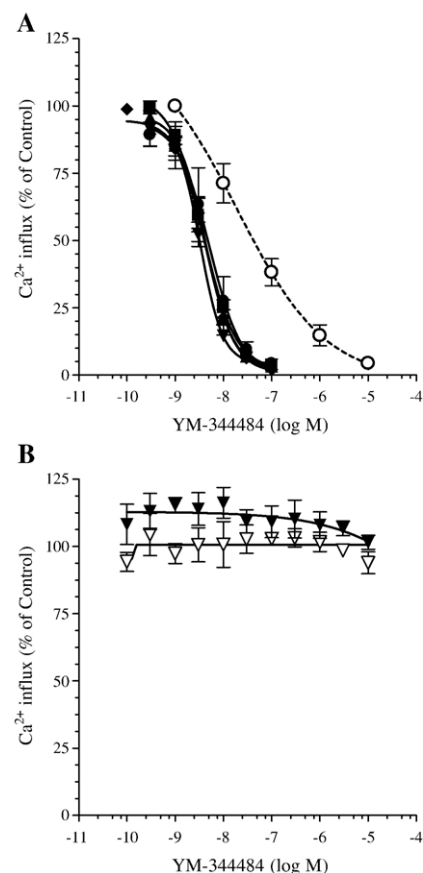 A
125
100
75
50
25
0
Ca²⁺ influx (% of Control)
-11 -10 -9 -8 -7 -6 -5 -4
YM-344484 (log M)
B
125
100
75
50
25
0
Ca²⁺ influx (% of Control)
-11 -10 -9 -8 -7 -6 -5 -4
YM-344484 (log M)